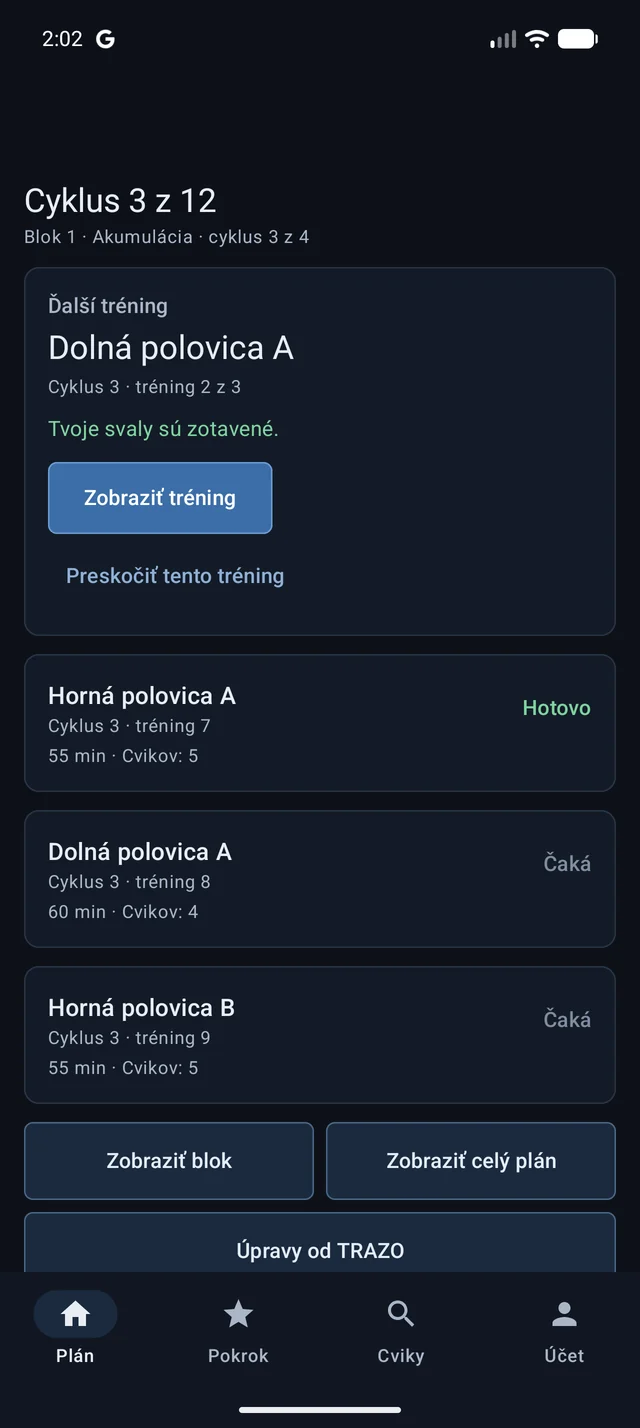 2:02
Cyklus 3 z 12
Blok 1 · Akumulácia · cyklus 3 z 4
Ďalší tréning
Dolná polovica A
Cyklus 3 · tréning 2 z 3
Tvoje svaly sú zotavené.
Zobraziť tréning
Preskočiť tento tréning
Horná polovica A
Hotovo
Cyklus 3 · tréning 7
55 min · Cvikov: 5
Dolná polovica A
Čaká
Cyklus 3 · tréning 8
60 min · Cvikov: 4
Horná polovica B
Čaká
Cyklus 3 · tréning 9
55 min · Cvikov: 5
Zobraziť blok
Zobraziť celý plán
Úpravy od TRAZO
Plán
Pokrok
Cviky
Účet